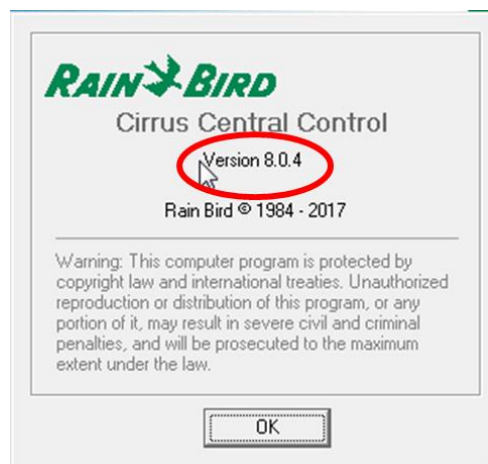 RAIN BIRD
Cirrus Central Control
Version 8.0.4
Rain Bird © 1984 - 2017
Warning: This computer program is protected by
copyright law and international treaties. Unauthorized
reproduction or distribution of this program, or any
portion of it, may result in severe civil and criminal
penalties, and will be prosecuted to the maximum
extent under the law.
OK